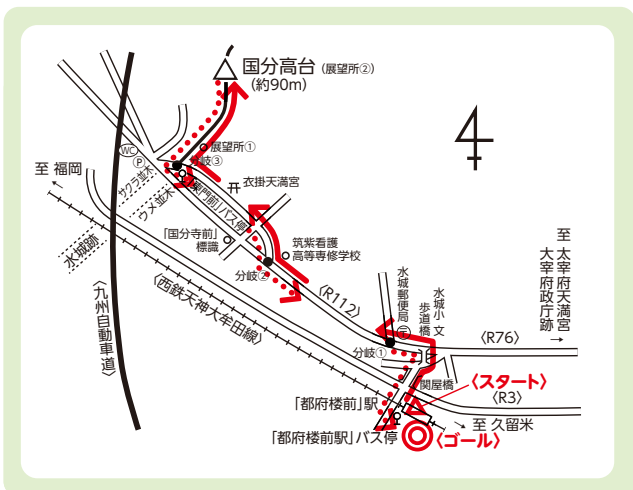 国分高台(展望所②)
(約90m)
展望所①
分岐③
WC
P
至 福岡
サクラ並木
ウメ並木
水城跡
衣掛天満宮
門前」バス停
「国分寺前」
標識
筑紫看護
高等専修学校
分岐②
〈R112〉
〈九州自動車道〉
〈西鉄天神大牟田線〉
水城郵便局
〒
水城小
歩道橋
文
至 太宰府天満宮
大宰府政庁跡
〈R76〉
分岐①
関屋橋
〈スタート〉
〈R3〉
「都府楼前」駅
至 久留米
「都府楼前駅」バス停
〈ゴール〉